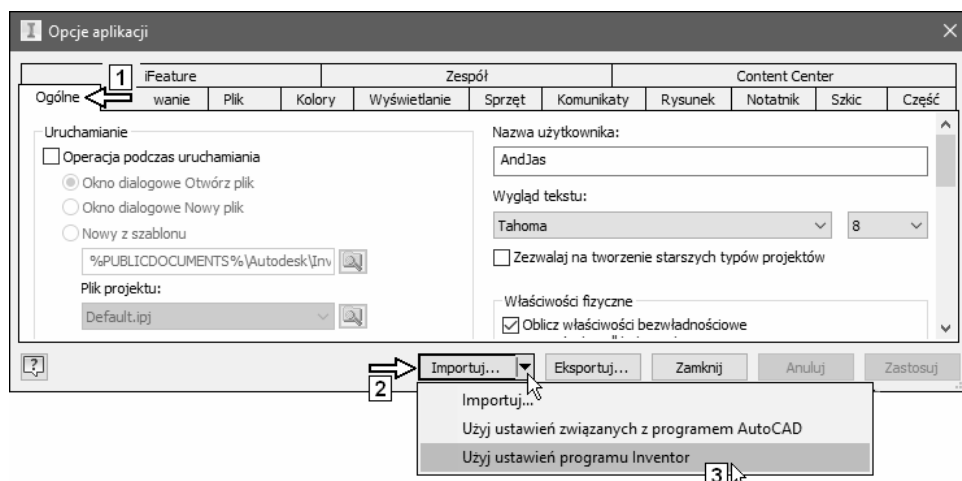 Opcje aplikacji
1
iFeature Zespół Content Center
Ogólne wanie Plik Kolory Wyświetlanie Sprzęt Komunikaty Rysunek Notatnik Szkic Część
Uruchamianie
Operacja podczas uruchamiania
Okno dialogowe Otwórz plik
Okno dialogowe Nowy plik
Nowy z szablonu
%PUBLICDOCUMENTS%\Autodesk\Inv
Plik projektu:
Default.ipj
Nazwa użytkownika:
AndJas
Wygląd tekstu:
Tahoma 8
Zezwalaj na tworzenie starszych typów projektów
Właściwości fizyczne
Oblicz właściwości bezwładnościowe
2
Importuj... Eksportuj... Zamknij Anuluj Zastosuj
Importuj...
Użyj ustawień związanych z programem AutoCAD
Użyj ustawień programu Inventor
3